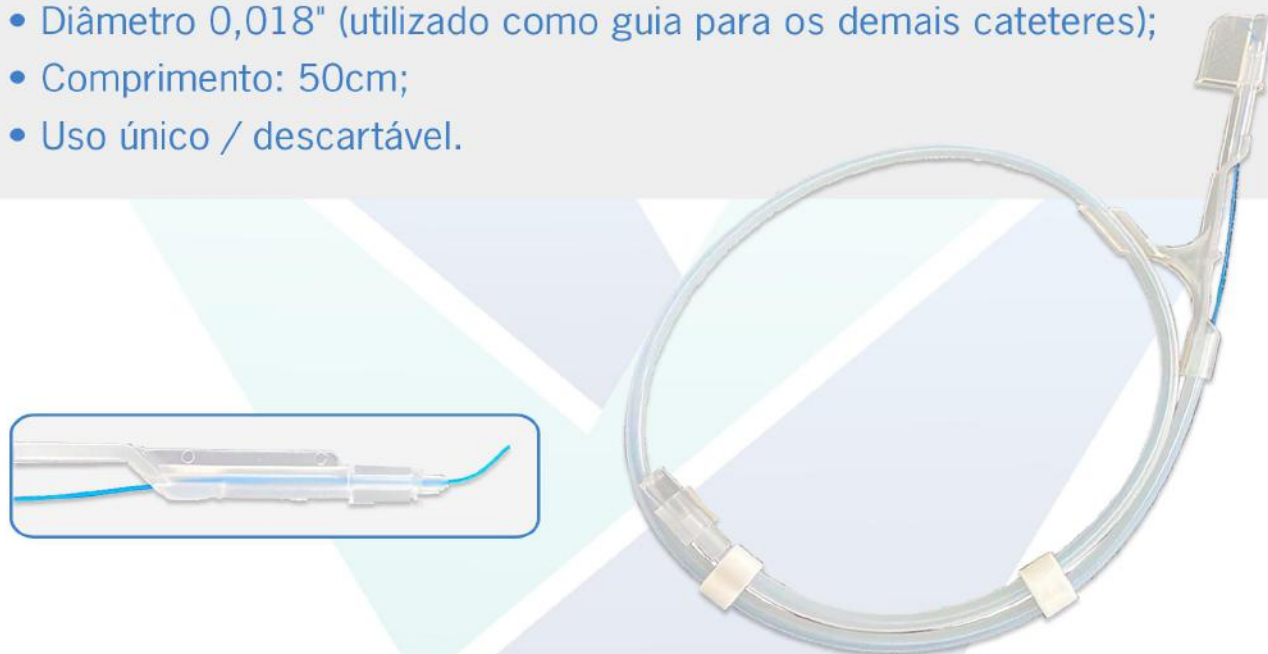 • Diâmetro 0,018" (utilizado como guia para os demais cateteres);
• Comprimento: 50cm;
• Uso único / descartável.